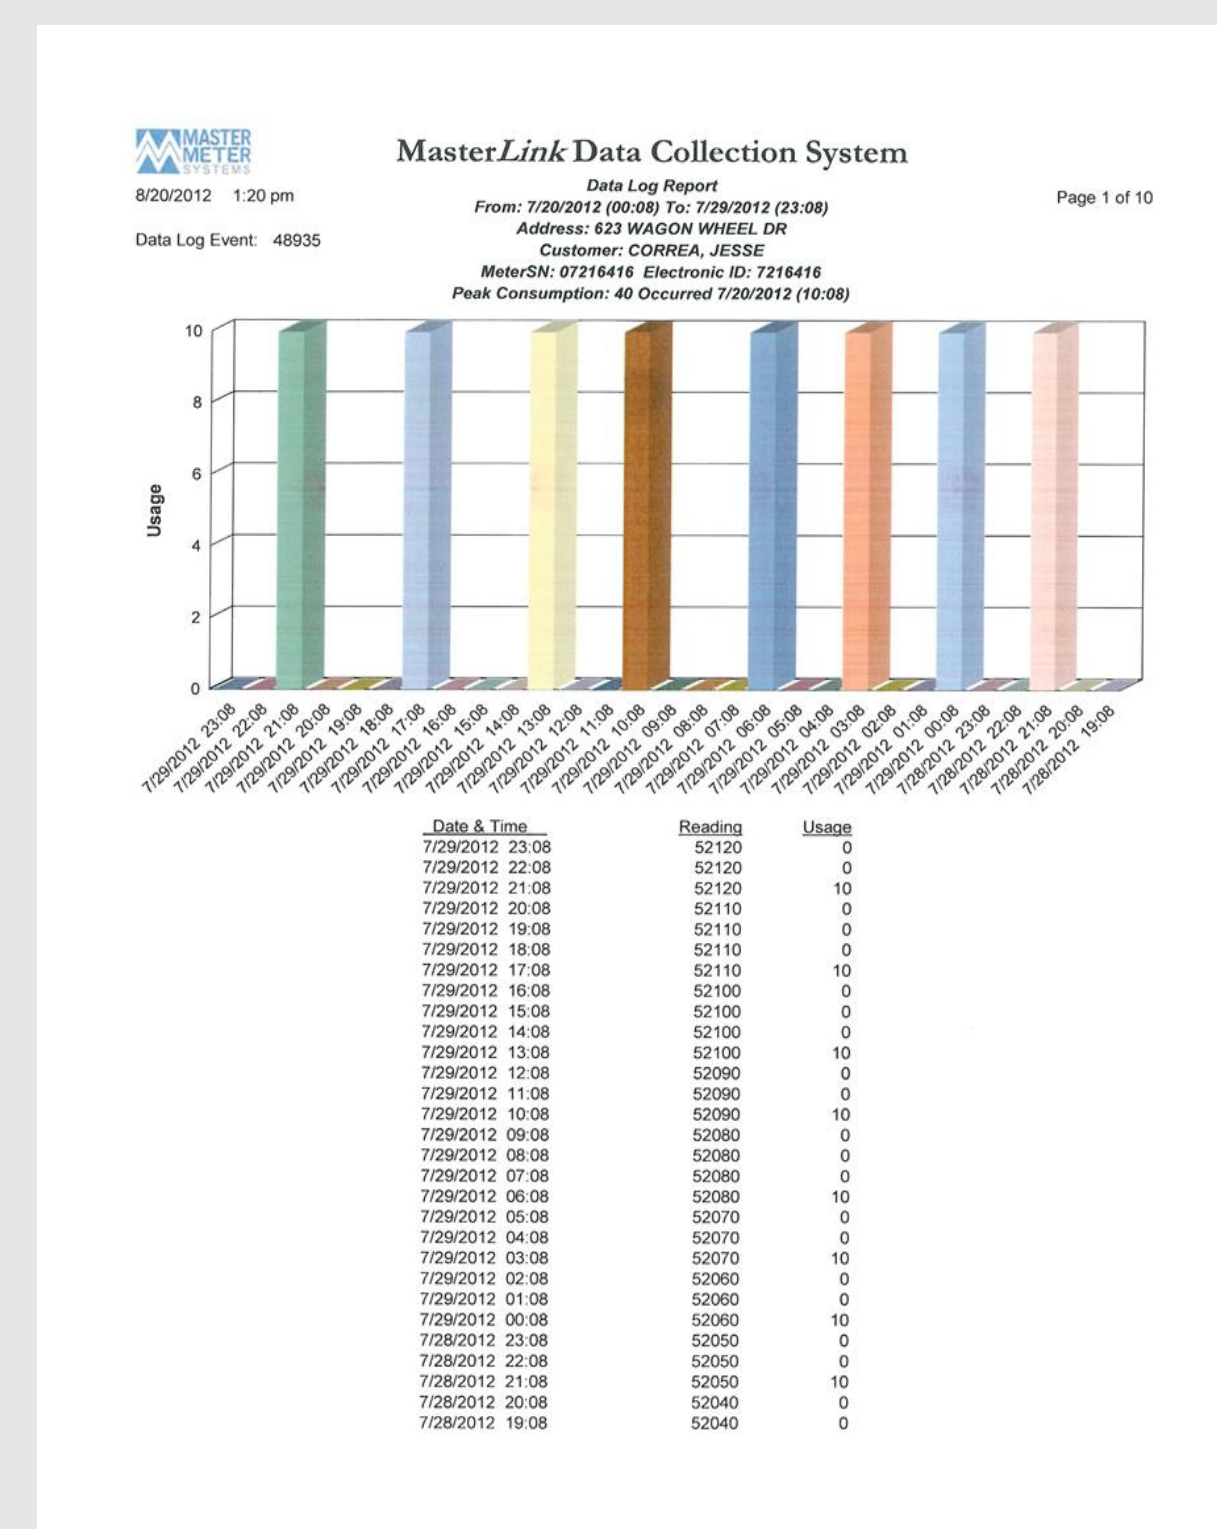 MASTER
METER
SYSTEMS
MasterLink Data Collection System
8/20/2012 1:20 pm
Data Log Report
Page 1 of 10
From: 7/20/2012 (00:08) To: 7/29/2012 (23:08)
Data Log Event: 48935
Address: 623 WAGON WHEEL DR
Customer: CORREA, JESSE
MeterSN: 07216416 Electronic ID: 7216416
Peak Consumption: 40 Occurred 7/20/2012 (10:08)
10
8
6
4
2
0
Usage
7/29/2012 23:08
7/29/2012 22:08
7/29/2012 21:08
7/29/2012 20:08
7/29/2012 19:08
7/29/2012 18:08
7/29/2012 17:08
7/29/2012 16:08
7/29/2012 15:08
7/29/2012 14:08
7/29/2012 13:08
7/29/2012 12:08
7/29/2012 11:08
7/29/2012 10:08
7/29/2012 09:08
7/29/2012 08:08
7/29/2012 07:08
7/29/2012 06:08
7/29/2012 05:08
7/29/2012 04:08
7/29/2012 03:08
7/29/2012 02:08
7/29/2012 01:08
7/29/2012 00:08
7/28/2012 23:08
7/28/2012 22:08
7/28/2012 21:08
7/28/2012 20:08
7/28/2012 19:08
Date & Time Reading Usage
7/29/2012 23:08 52120 0
7/29/2012 22:08 52120 0
7/29/2012 21:08 52120 10
7/29/2012 20:08 52110 0
7/29/2012 19:08 52110 0
7/29/2012 18:08 52110 0
7/29/2012 17:08 52110 10
7/29/2012 16:08 52100 0
7/29/2012 15:08 52100 0
7/29/2012 14:08 52100 0
7/29/2012 13:08 52100 10
7/29/2012 12:08 52090 0
7/29/2012 11:08 52090 0
7/29/2012 10:08 52090 10
7/29/2012 09:08 52080 0
7/29/2012 08:08 52080 0
7/29/2012 07:08 52080 0
7/29/2012 06:08 52080 10
7/29/2012 05:08 52070 0
7/29/2012 04:08 52070 0
7/29/2012 03:08 52070 10
7/29/2012 02:08 52060 0
7/29/2012 01:08 52060 0
7/29/2012 00:08 52060 10
7/28/2012 23:08 52050 0
7/28/2012 22:08 52050 0
7/28/2012 21:08 52050 10
7/28/2012 20:08 52040 0
7/28/2012 19:08 52040 0